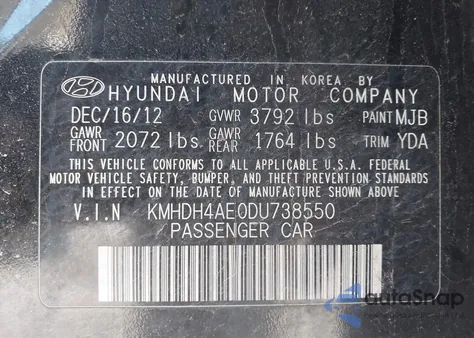 MANUFACTURED IN KOREA BY
HYUNDAI MOTOR COMPANY
DEC/16/12 GVWR 3792 lbs PAINT MJB
GAWR FRONT 2072 lbs GAWR REAR 1764 lbs TRIM YDA
THIS VEHICLE CONFORMS TO ALL APPLICABLE U.S.A. FEDERAL
MOTOR VEHICLE SAFETY, BUMPER, AND THEFT PREVENTION STANDARDS
IN EFFECT ON THE DATE OF MANUFACTURE SHOWN ABOVE.
V.I.N KMHDH4AE0DU738550
PASSENGER CAR
autoSnap